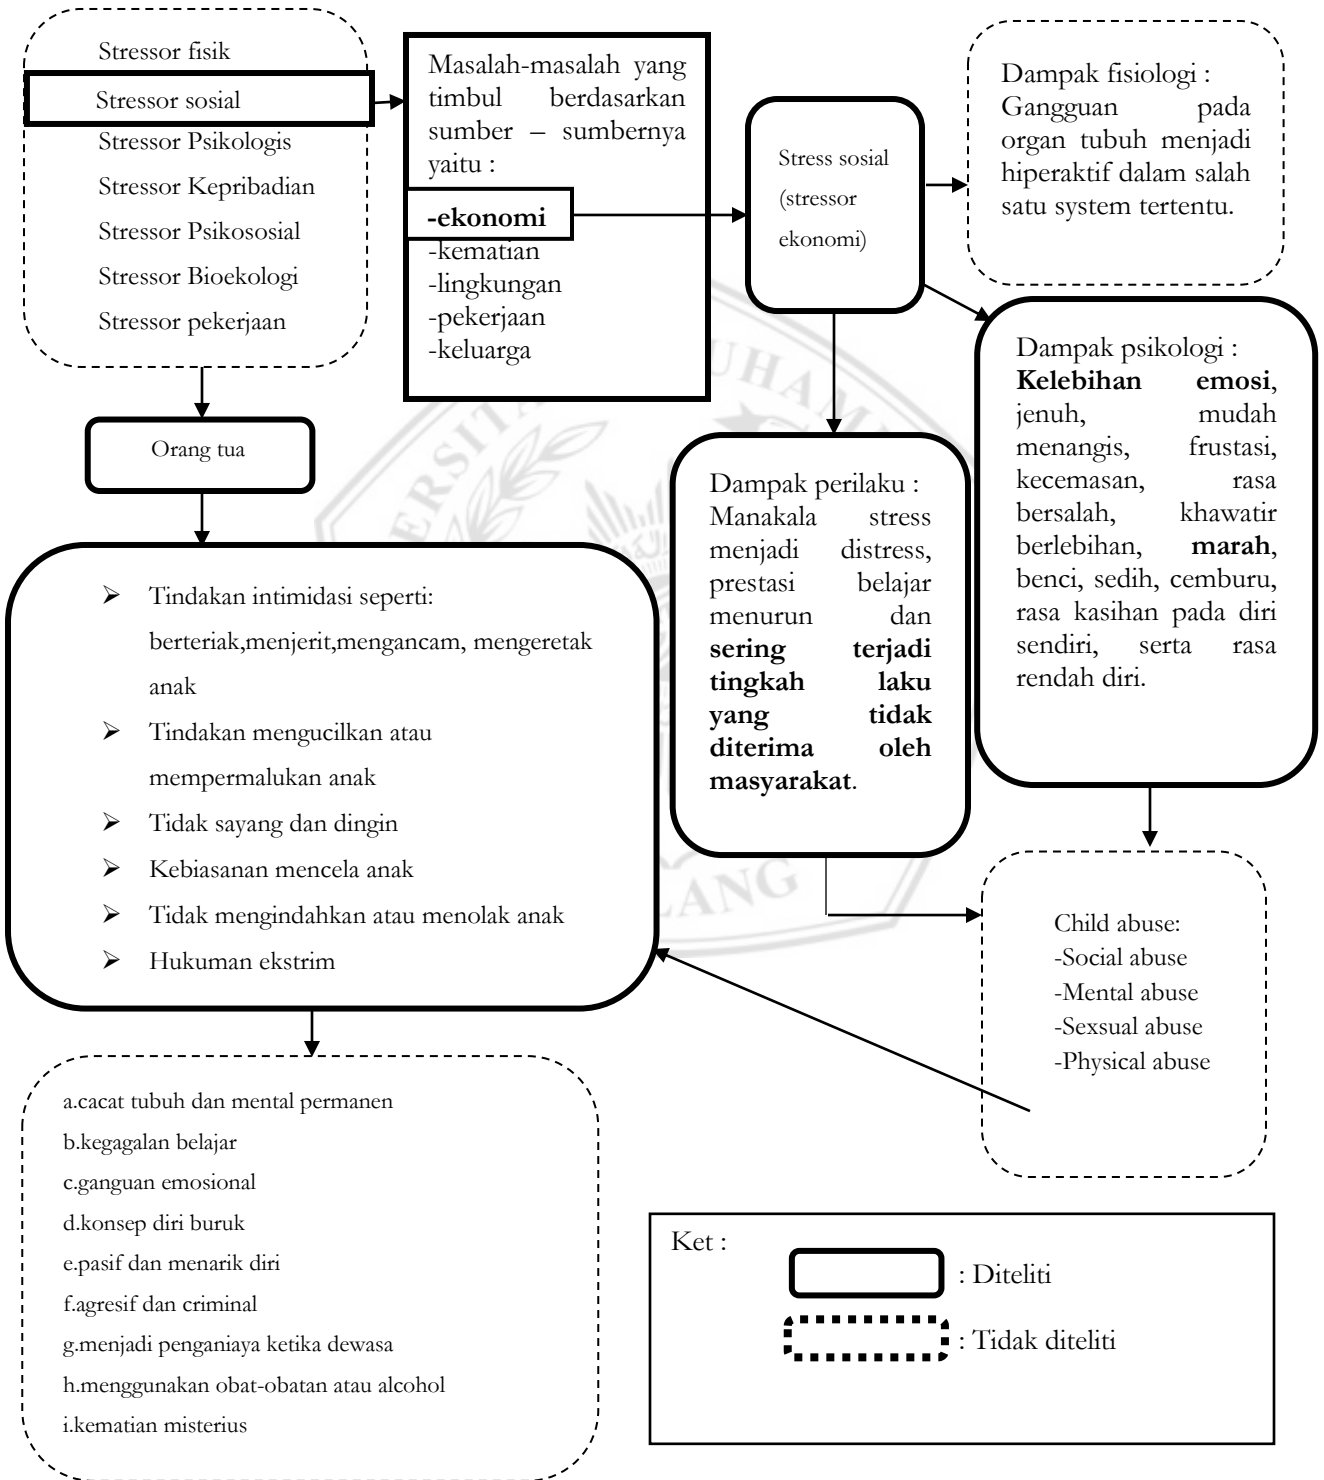 Stressor fisik
Stressor sosial
Stressor Psikologis
Stressor Kepribadian
Stressor Psikososial
Stressor Bioekologi
Stressor pekerjaan
Masalah-masalah yang
timbul berdasarkan
sumber – sumbernya
yaitu :
-ekonomi
-kematian
-lingkungan
-pekerjaan
-keluarga
Stress sosial
(stressor
ekonomi)
Dampak fisiologi :
Gangguan pada
organ tubuh menjadi
hiperaktif dalam salah
satu system tertentu.
Dampak psikologi :
Kelebihan emosi,
jenuh, mudah
menangis, frustasi,
kecemasan, rasa
bersalah, khawatir
berlebihan, marah,
benci, sedih, cemburu,
rasa kasihan pada diri
sendiri, serta rasa
rendah diri.
Orang tua
Dampak perilaku :
Manakala stress
menjadi distress,
prestasi belajar
menurun dan
sering terjadi
tingkah laku
yang tidak
diterima oleh
masyarakat.
➤ Tindakan intimidasi seperti:
berteriak,menjerit,mengancam, mengeretak
anak
➤ Tindakan mengucilkan atau
mempermalukan anak
➤ Tidak sayang dan dingin
➤ Kebiasanan mencela anak
➤ Tidak mengindahkan atau menolak anak
➤ Hukuman ekstrim
Child abuse:
-Social abuse
-Mental abuse
-Sexsual abuse
-Physical abuse
a.cacat tubuh dan mental permanen
b.kegagalan belajar
c.ganguan emosional
d.konsep diri buruk
e.pasif dan menarik diri
f.agresif dan criminal
g.menjadi penganiaya ketika dewasa
h.menggunakan obat-obatan atau alcohol
i.kematian misterius
Ket :
: Diteliti
: Tidak diteliti